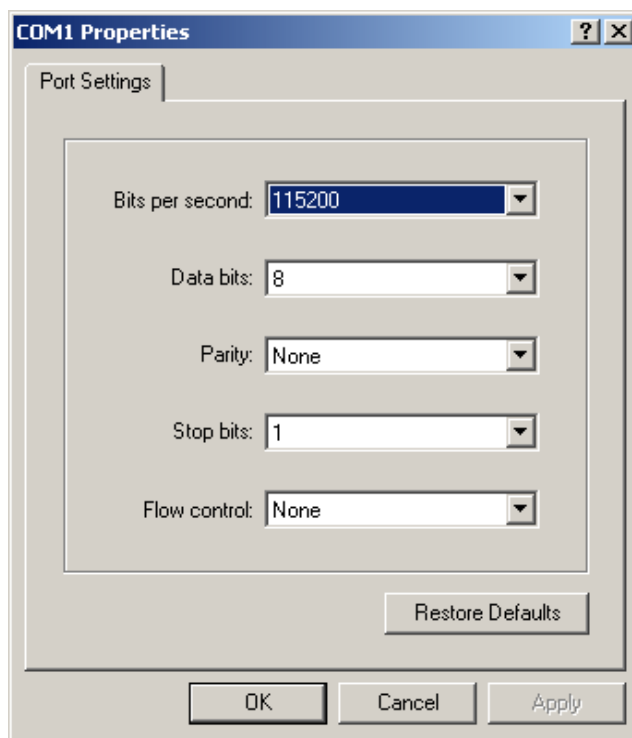 COM1 Properties
Port Settings
Bits per second: 115200
Data bits: 8
Parity: None
Stop bits: 1
Flow control: None
Restore Defaults
OK Cancel Apply